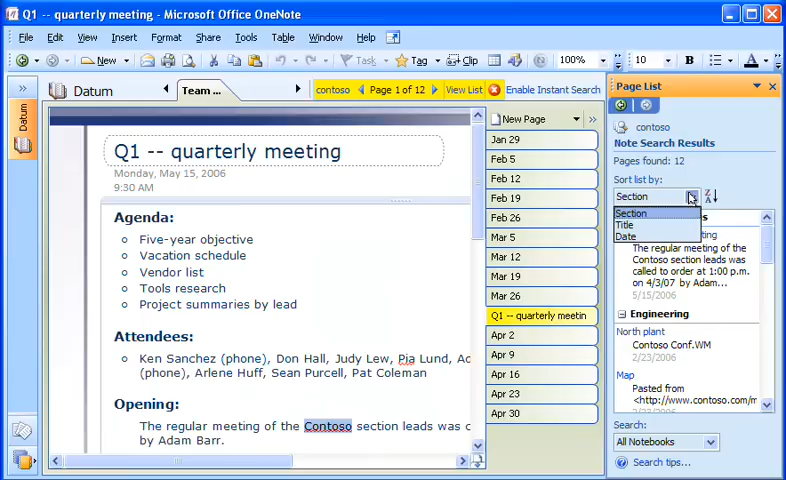 Q1 -- quarterly meeting - Microsoft Office OneNote
File Edit View Insert Format Share Tools Table Window Help
New Task Tag Clip 100% 10 B A
Datum
Datum
Team ...
contoso Page 1 of 12 View List Enable Instant Search
Q1 -- quarterly meeting
Monday, May 15, 2006
9:30 AM
Agenda:
Five-year objective
Vacation schedule
Vendor list
Tools research
Project summaries by lead
Attendees:
Ken Sanchez (phone), Don Hall, Judy Lew, Pia Lund,
(phone), Arlene Huff, Sean Purcell, Pat Coleman
Opening:
The regular meeting of the Contoso section leads was
by Adam Barr.
New Page
Jan 29
Feb 5
Feb 12
Feb 19
Feb 26
Mar 5
Mar 12
Mar 19
Mar 26
Q1 -- quarterly meetin
Apr 2
Apr 9
Apr 16
Apr 23
Apr 30
Page List
contoso
Note Search Results
Pages found: 12
Sort list by:
Section
Section
Title
Date
The regular meeting of the
Contoso section leads was
called to order at 1:00 p.m.
on 4/3/07 by Adam...
5/15/2006
Engineering
North plant
Contoso Conf.WM
2/23/2006
Map
Pasted from
<http://www.contoso.com/m
2/23/2006
Search:
All Notebooks
Search tips...